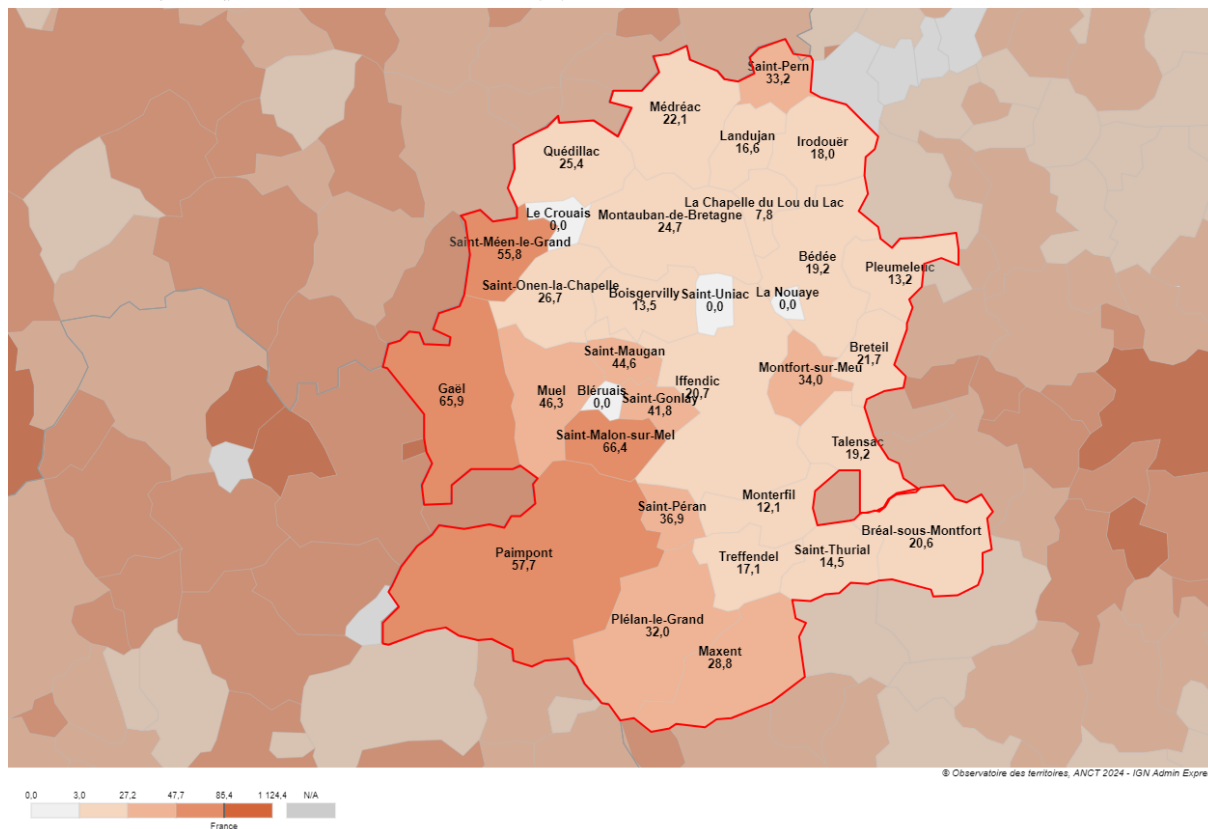 Saint-Pern
33,2
Médréac
22,1
Landujan
16,6
Irodouër
18,0
Quédillac
25,4
La Chapelle du Lou du Lac
7,8
Le Crouais
0,0
Montauban-de-Bretagne
24,7
Saint-Méen-le-Grand
55,8
Bédée
19,2
Pleumeleuc
13,2
Saint-Onen-la-Chapelle
26,7
Boisgervilly
13,5
Saint-Uniac
0,0
La Nouaye
0,0
Breteil
21,7
Saint-Maugan
44,6
Montfort-sur-Meu
34,0
Iffendic
20,7
Gaël
65,9
Muel
46,3
Bléruais
0,0
Saint-Gonlay
41,8
Saint-Malon-sur-Mel
66,4
Talensac
19,2
Monterfil
12,1
Saint-Péran
36,9
Bréal-sous-Montfort
20,6
Paimpont
57,7
Treffendel
17,1
Saint-Thurial
14,5
Plélan-le-Grand
32,0
Maxent
28,8
© Observatoire des territoires, ANCT 2024 - IGN Admin Expre
0,0 3,0 27,2 47,7 85,4 1 124,4 N/A
France